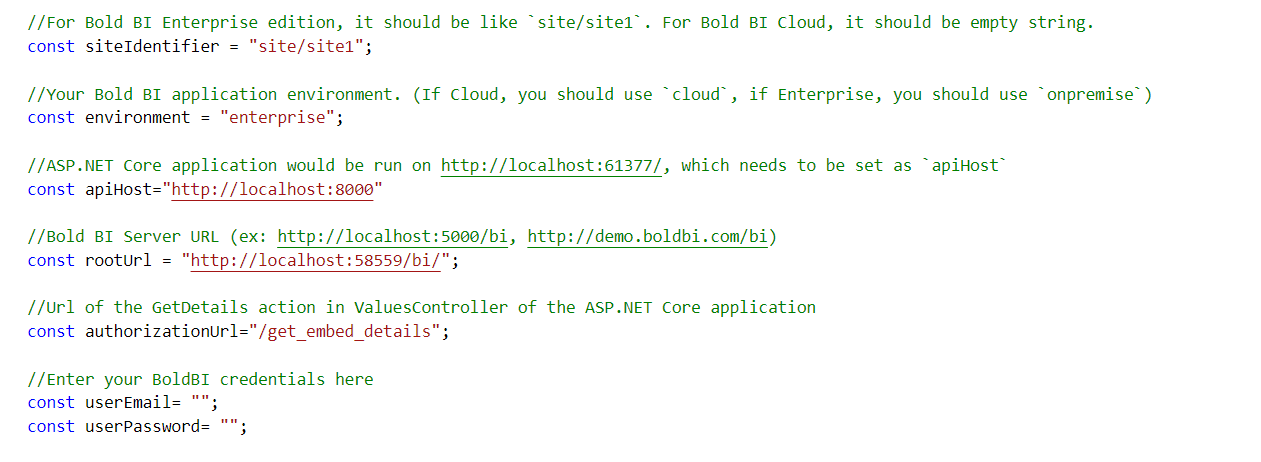 //For Bold BI Enterprise edition, it should be like `site/site1`. For Bold BI Cloud, it should be empty string.
const siteIdentifier = "site/site1";
//Your Bold BI application environment. (If Cloud, you should use `cloud`, if Enterprise, you should use `onpremise`)
const environment = "enterprise";
//ASP.NET Core application would be run on http://localhost:61377/, which needs to be set as `apiHost`
const apiHost="http://localhost:8000"
//Bold BI Server URL (ex: http://localhost:5000/bi, http://demo.boldbi.com/bi)
const rootUrl = "http://localhost:58559/bi/";
//Url of the GetDetails action in ValuesController of the ASP.NET Core application
const authorizationUrl="/get_embed_details";
//Enter your BoldBI credentials here
const userEmail= "";
const userPassword= "";